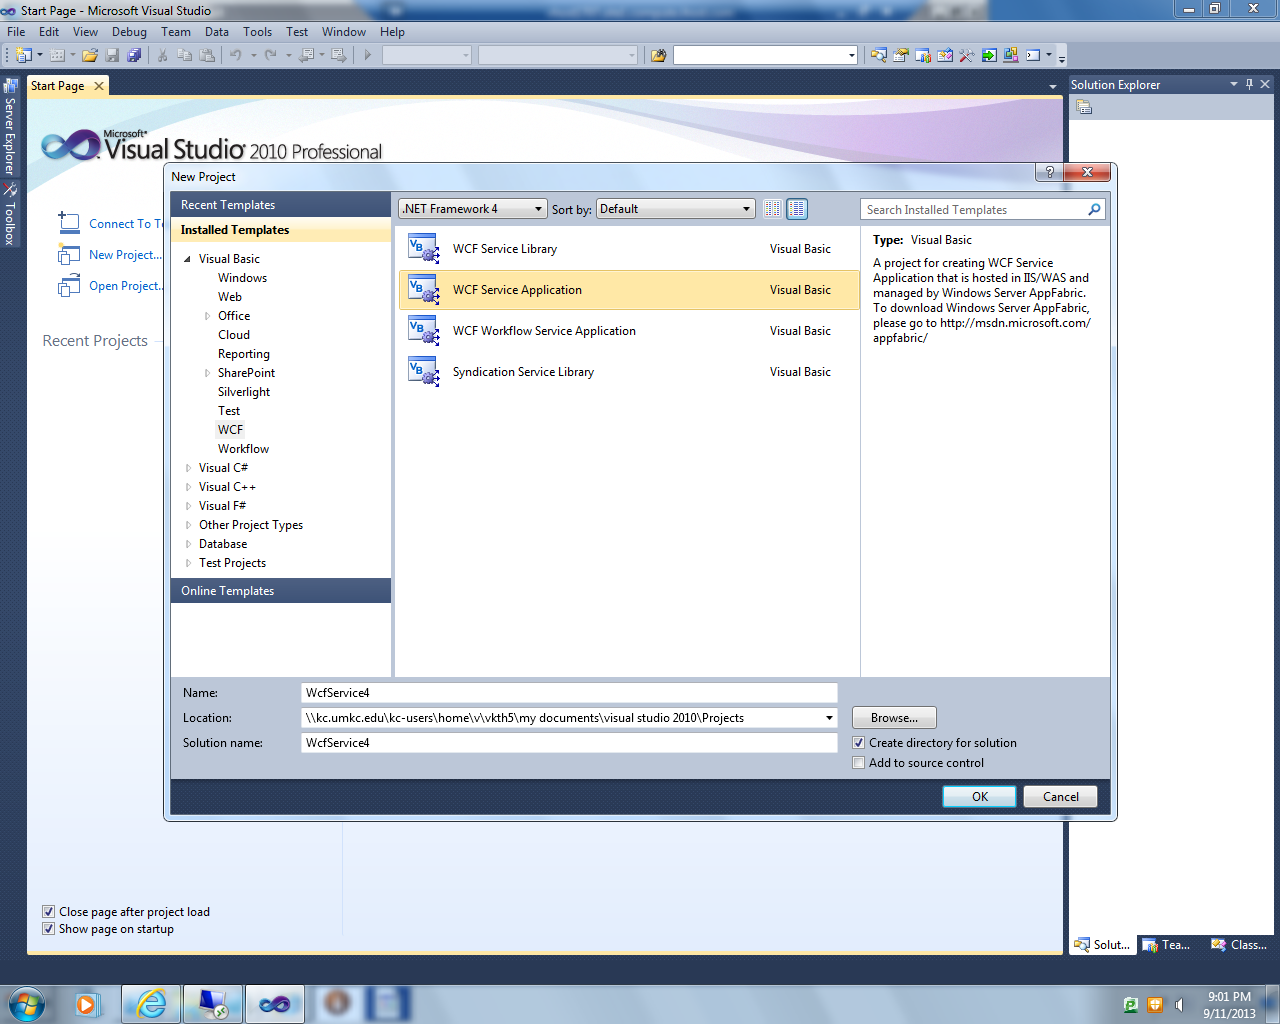 Start Page - Microsoft Visual Studio
File Edit View Debug Team Data Tools Test Window Help
Start Page
Solution Explorer
Server Explorer
Toolbox
Microsoft®
Visual Studio 2010 Professional
Connect To Te
New Project...
Open Project...
Recent Projects
New Project
Recent Templates
Installed Templates
Visual Basic
Windows
Web
Office
Cloud
Reporting
SharePoint
Silverlight
Test
WCF
Workflow
Visual C#
Visual C++
Visual F#
Other Project Types
Database
Test Projects
Online Templates
.NET Framework 4 Sort by: Default
WCF Service Library Visual Basic
WCF Service Application Visual Basic
WCF Workflow Service Application Visual Basic
Syndication Service Library Visual Basic
Search Installed Templates
Type: Visual Basic
A project for creating WCF Service
Application that is hosted in IIS/WAS and
managed by Windows Server AppFabric.
To download Windows Server AppFabric,
please go to http://msdn.microsoft.com/
appfabric/
Name: WcfService4
Location: \\kc.umkc.edu\kc-users\home\v\vkth5\my documents\visual studio 2010\Projects Browse...
Solution name: WcfService4
Create directory for solution
Add to source control
OK Cancel
Close page after project load
Show page on startup
Solut... Tea... Class...
9:01 PM
9/11/2013